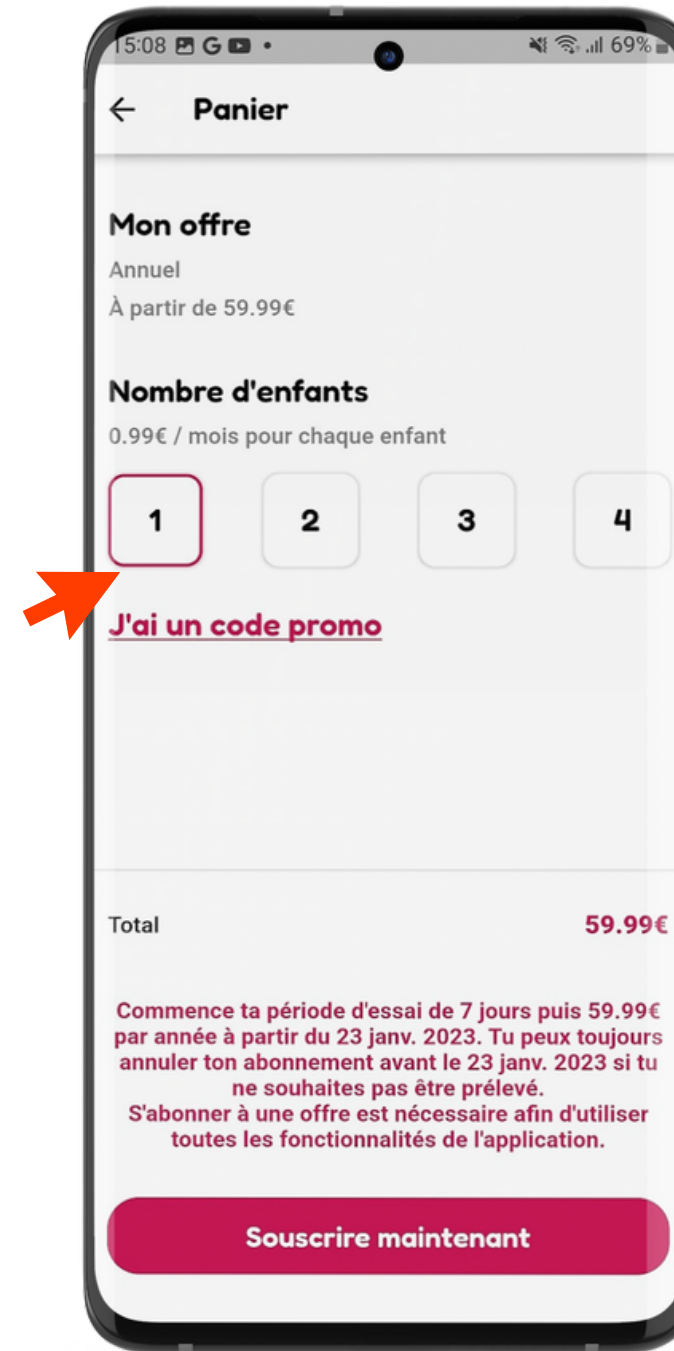 15:08 G 69%
Panier
Mon offre
Annuel
À partir de 59.99€
Nombre d'enfants
0.99€ / mois pour chaque enfant
1 2 3 4
J'ai un code promo
Total 59.99€
Commence ta période d'essai de 7 jours puis 59.99€
par année à partir du 23 janv. 2023. Tu peux toujours
annuler ton abonnement avant le 23 janv. 2023 si tu
ne souhaites pas être prélevé.
S'abonner à une offre est nécessaire afin d'utiliser
toutes les fonctionnalités de l'application.
Souscrire maintenant